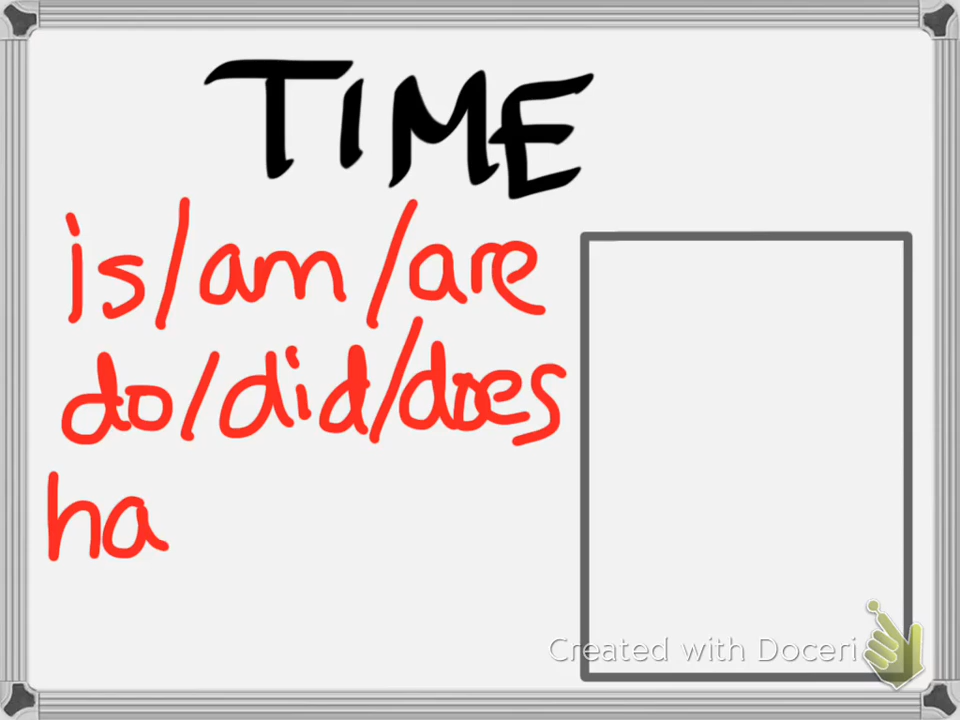 TIME
is/am/are
do/did/does
ha
Created with Doceri